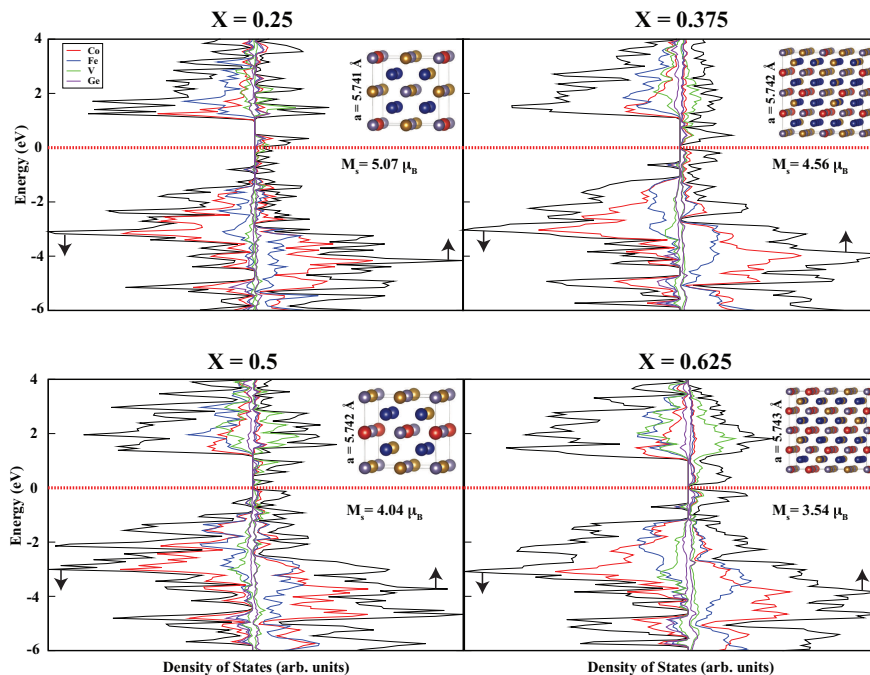 X = 0.25
X = 0.375
4
2
0
-2
-4
-6
Energy (eV)
Co
Fe
V
Ge
a = 5.741 Å
Ms = 5.07 μB
a = 5.742 Å
Ms = 4.56 μB
X = 0.5
X = 0.625
4
2
0
-2
-4
-6
Energy (eV)
a = 5.742 Å
Ms = 4.04 μB
a = 5.743 Å
Ms = 3.54 μB
Density of States (arb. units)
Density of States (arb. units)